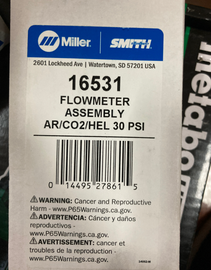 Miller SMITH
2601 Lockheed Ave | Watertown, SD 57201 USA
16531
FLOWMETER
ASSEMBLY
AR/CO2/HEL 30 PSI
0 14495 27861 5
⚠WARNING: Cancer and Reproductive
Harm - www.P65Warnings.ca.gov.
⚠ADVERTENCIA: Cáncer y daños
reproductivos -
www.P65Warnings.ca.gov.
⚠AVERTISSEMENT: cancer et
troubles de la reproduction -
www.P65Warnings.ca.gov.
metabo